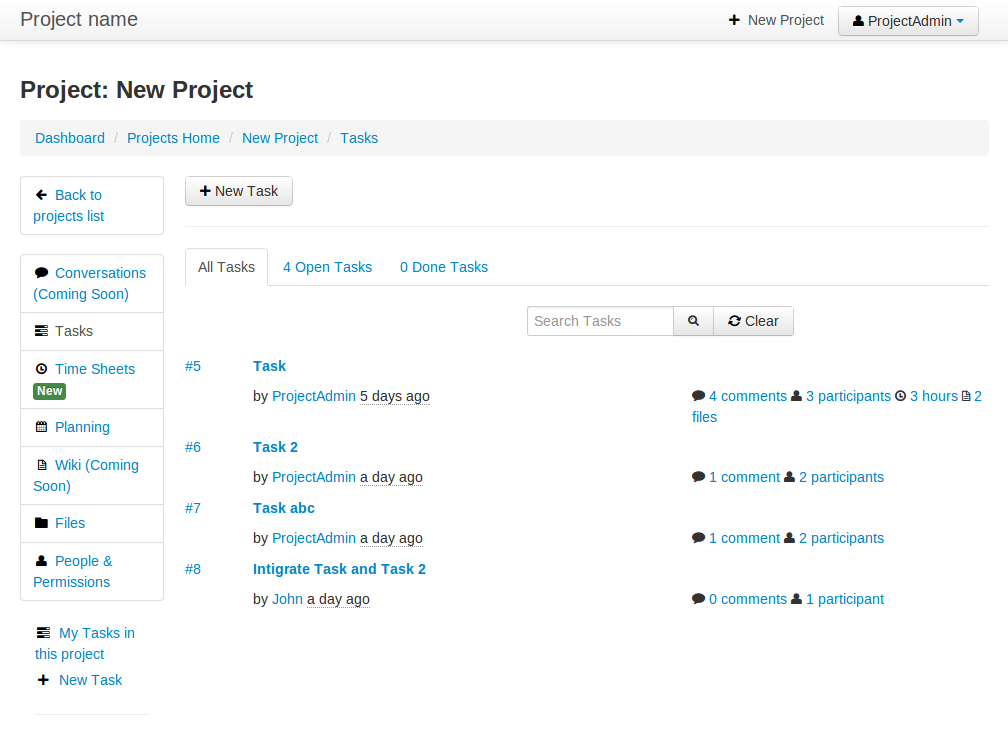 Project name
New Project
ProjectAdmin
Project: New Project
Dashboard / Projects Home / New Project / Tasks
Back to
projects list
Conversations
(Coming Soon)
Tasks
Time Sheets
New
Planning
Wiki (Coming
Soon)
Files
People &
Permissions
My Tasks in
this project
New Task
New Task
All Tasks
4 Open Tasks
0 Done Tasks
Search Tasks
Clear
#5 Task
by ProjectAdmin 5 days ago
4 comments 3 participants 3 hours 2
files
#6 Task 2
by ProjectAdmin a day ago
1 comment 2 participants
#7 Task abc
by ProjectAdmin a day ago
1 comment 2 participants
#8 Intigrate Task and Task 2
by John a day ago
0 comments 1 participant